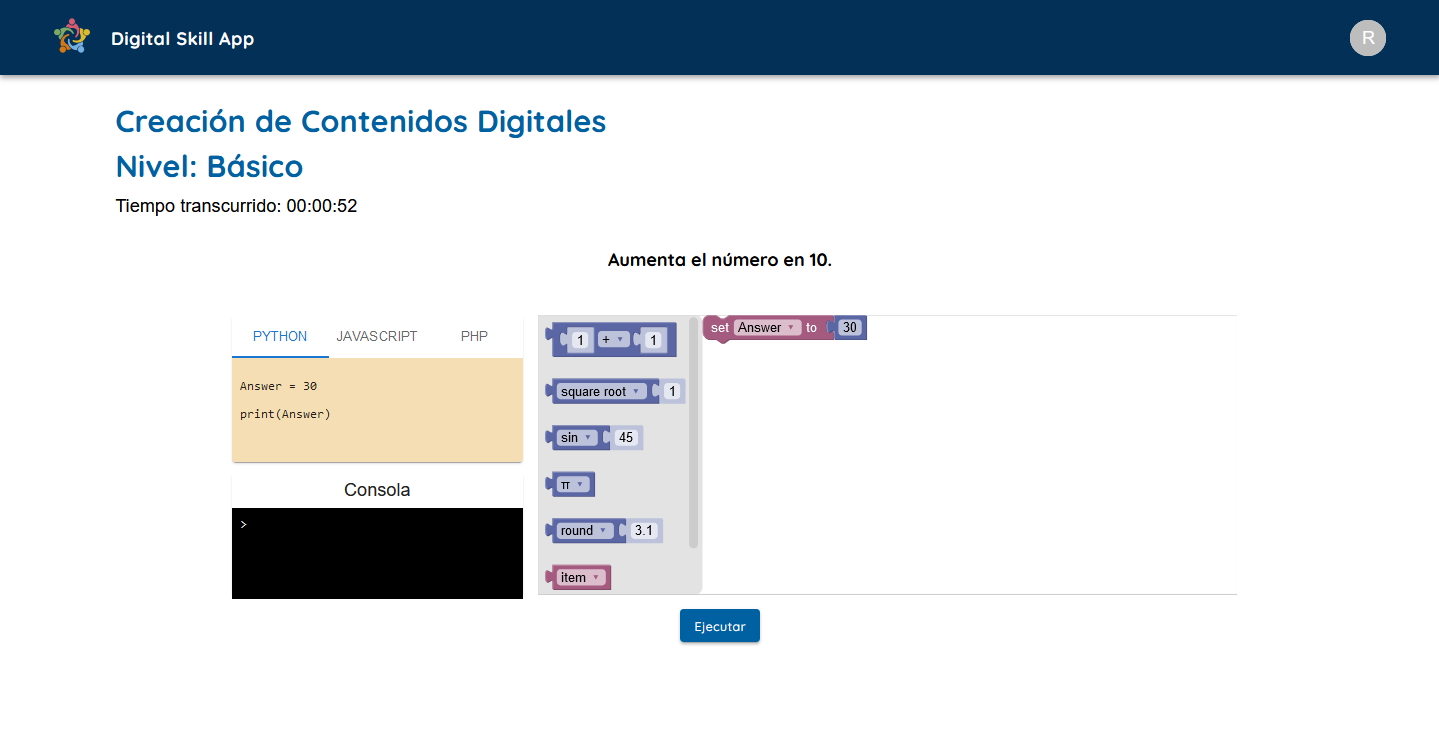 Digital Skill App
R
Creación de Contenidos Digitales
Nivel: Básico
Tiempo transcurrido: 00:00:52
Aumenta el número en 10.
PYTHON JAVASCRIPT PHP
Answer = 30
print(Answer)
Consola
>
1 + 1
square root 1
sin 45
π
round 3.1
item
set Answer to 30
Ejecutar